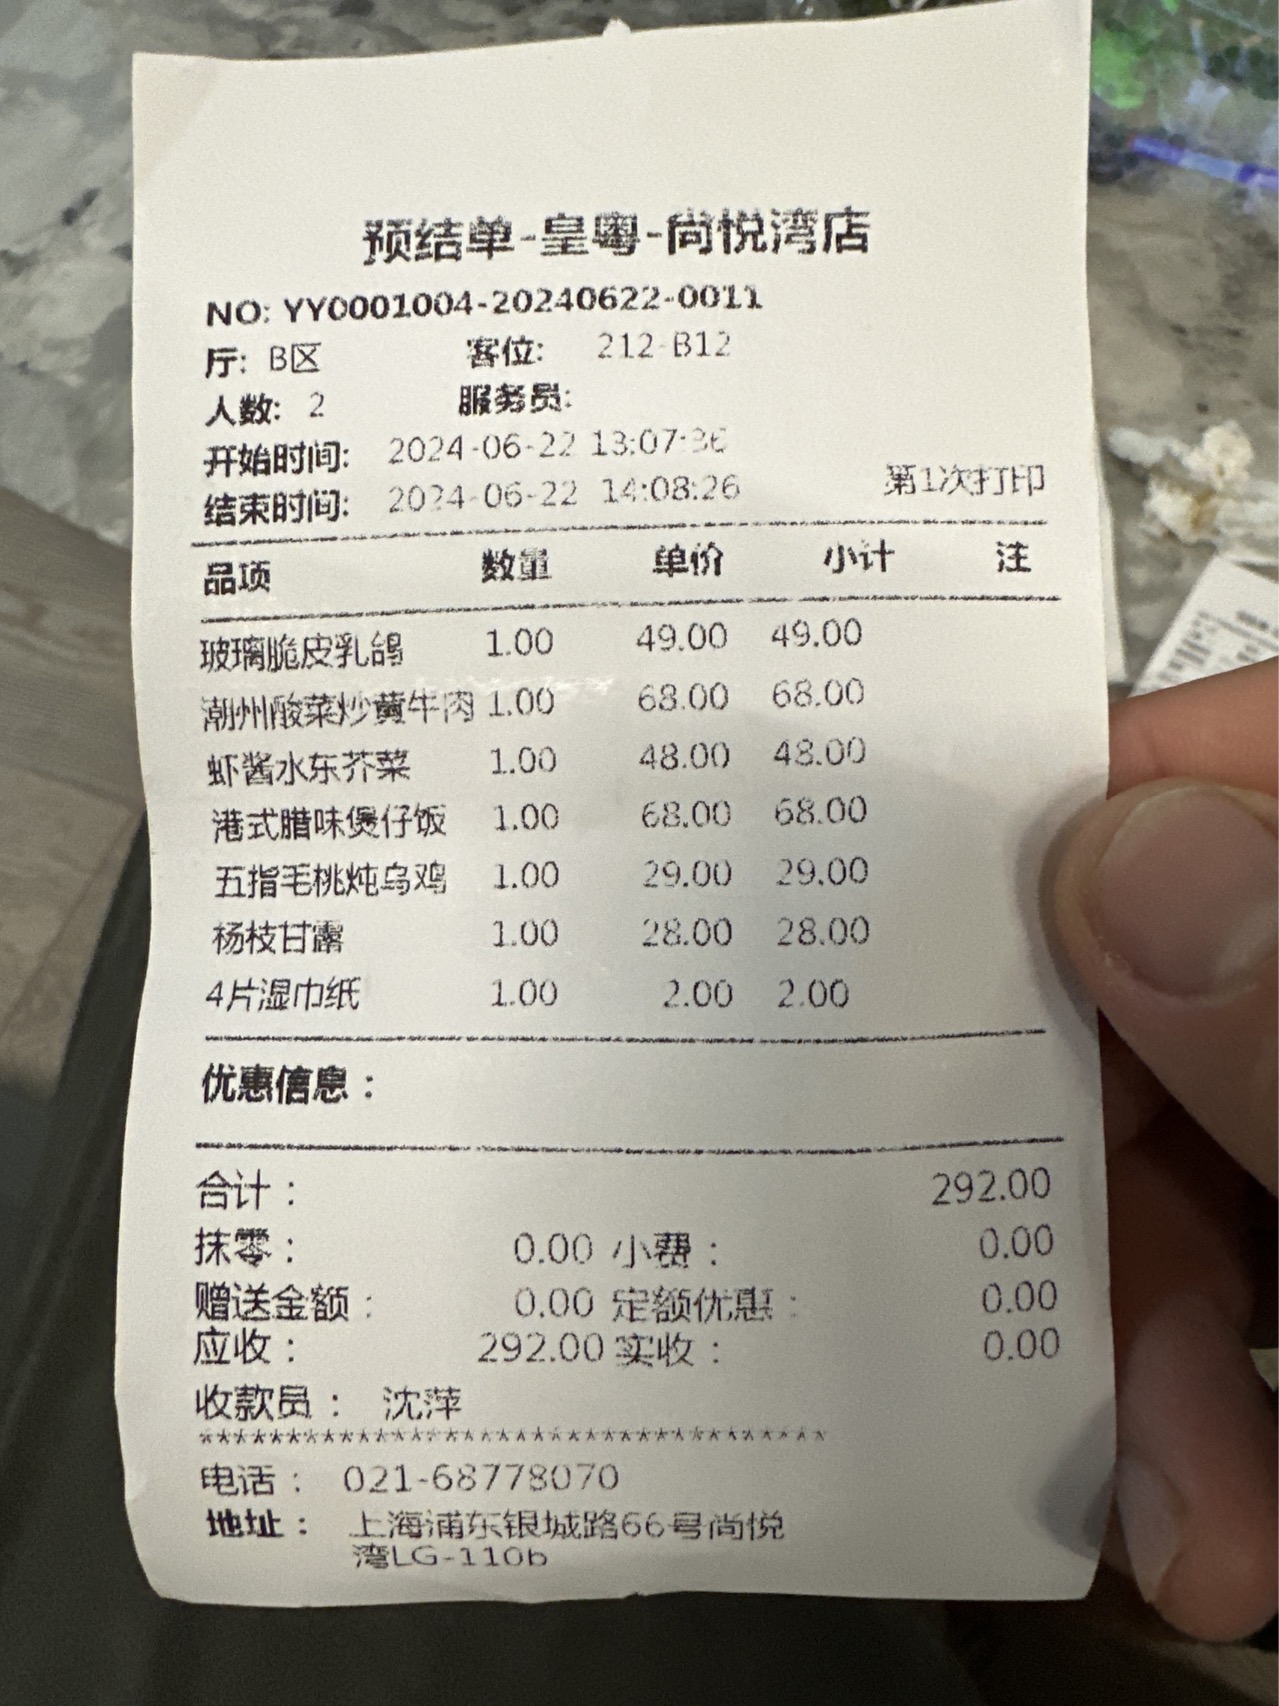 预结单-皇粤-尚悦湾店
NO: YY0001004-20240622-0011
厅: B区 客位: 212-B12
人数: 2 服务员:
开始时间: 2024-06-22 13:07:36
结束时间: 2024-06-22 14:08:26 第1次打印
品项 数量 单价 小计 注
玻璃脆皮乳鸽 1.00 49.00 49.00
潮州酸菜炒黄牛肉 1.00 68.00 68.00
虾酱水东芥菜 1.00 48.00 48.00
港式腊味煲仔饭 1.00 68.00 68.00
五指毛桃炖乌鸡 1.00 29.00 29.00
杨枝甘露 1.00 28.00 28.00
4片湿巾纸 1.00 2.00 2.00
优惠信息：
合计： 292.00
抹零： 0.00 小费： 0.00
赠送金额： 0.00 定额优惠： 0.00
应收： 292.00 实收： 0.00
收款员： 沈萍
************************************
电话： 021-68778070
地址： 上海浦东银城路66号尚悦
湾LG-110b